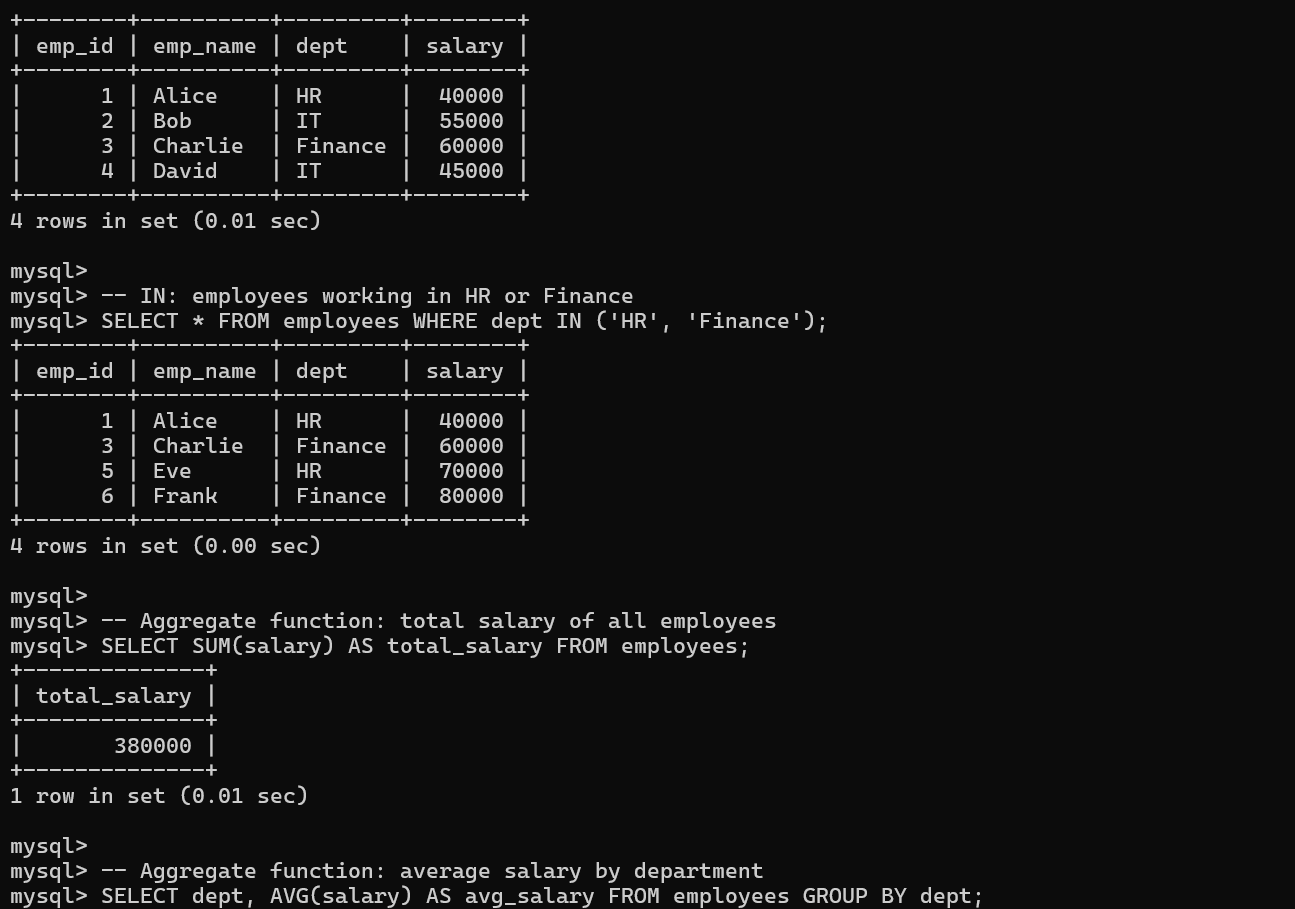 +--------+----------+---------+--------+
| emp_id | emp_name | dept    | salary |
+--------+----------+---------+--------+
|      1 | Alice    | HR      |  40000 |
|      2 | Bob      | IT      |  55000 |
|      3 | Charlie  | Finance |  60000 |
|      4 | David    | IT      |  45000 |
+--------+----------+---------+--------+
4 rows in set (0.01 sec)

mysql>
mysql> -- IN: employees working in HR or Finance
mysql> SELECT * FROM employees WHERE dept IN ('HR', 'Finance');
+--------+----------+---------+--------+
| emp_id | emp_name | dept    | salary |
+--------+----------+---------+--------+
|      1 | Alice    | HR      |  40000 |
|      3 | Charlie  | Finance |  60000 |
|      5 | Eve      | HR      |  70000 |
|      6 | Frank    | Finance |  80000 |
+--------+----------+---------+--------+
4 rows in set (0.00 sec)

mysql>
mysql> -- Aggregate function: total salary of all employees
mysql> SELECT SUM(salary) AS total_salary FROM employees;
+--------------+
| total_salary |
+--------------+
|       380000 |
+--------------+
1 row in set (0.01 sec)

mysql>
mysql> -- Aggregate function: average salary by department
mysql> SELECT dept, AVG(salary) AS avg_salary FROM employees GROUP BY dept;